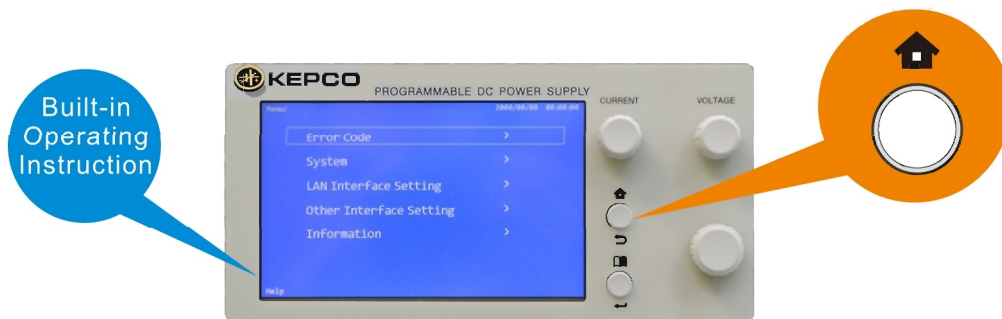 Built-in
Operating
Instruction
KEPCO
PROGRAMMABLE DC POWER SUPPLY
Menu/ 2000/00/00 00:00:00
Error Code >
System >
LAN Interface Setting >
Other Interface Setting >
Information >
Help
CURRENT VOLTAGE